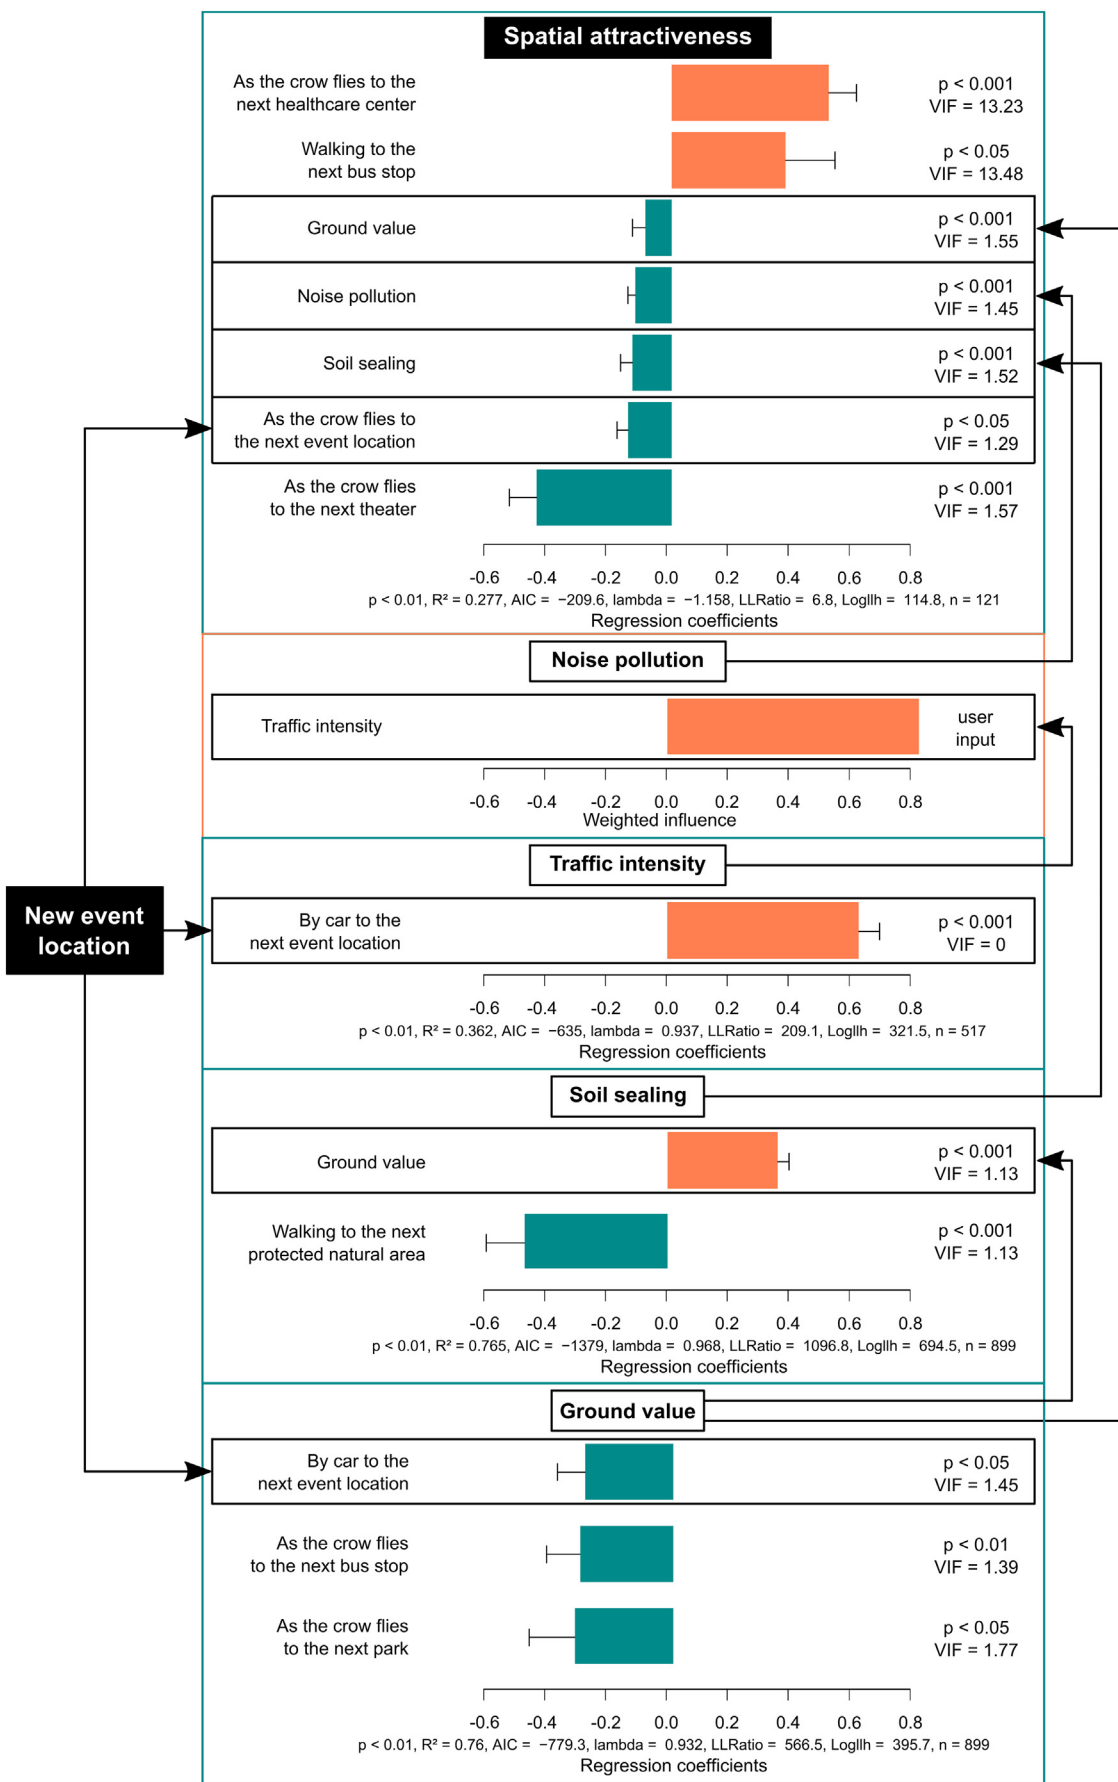 Spatial attractiveness
As the crow flies to the
next healthcare center
p < 0.001
VIF = 13.23
Walking to the
next bus stop
p < 0.05
VIF = 13.48
Ground value
p < 0.001
VIF = 1.55
Noise pollution
p < 0.001
VIF = 1.45
Soil sealing
p < 0.001
VIF = 1.52
As the crow flies to
the next event location
p < 0.05
VIF = 1.29
As the crow flies
to the next theater
p < 0.001
VIF = 1.57
-0.6 -0.4 -0.2 0.0 0.2 0.4 0.6 0.8
p < 0.01, R² = 0.277, AIC = −209.6, lambda = −1.158, LLRatio = 6.8, Logllh = 114.8, n = 121
Regression coefficients
Noise pollution
Traffic intensity
user
input
-0.6 -0.4 -0.2 0.0 0.2 0.4 0.6 0.8
Weighted influence
Traffic intensity
New event
location
By car to the
next event location
p < 0.001
VIF = 0
-0.6 -0.4 -0.2 0.0 0.2 0.4 0.6 0.8
p < 0.01, R² = 0.362, AIC = −635, lambda = 0.937, LLRatio = 209.1, Logllh = 321.5, n = 517
Regression coefficients
Soil sealing
Ground value
p < 0.001
VIF = 1.13
Walking to the next
protected natural area
p < 0.001
VIF = 1.13
-0.6 -0.4 -0.2 0.0 0.2 0.4 0.6 0.8
p < 0.01, R² = 0.765, AIC = −1379, lambda = 0.968, LLRatio = 1096.8, Logllh = 694.5, n = 899
Regression coefficients
Ground value
By car to the
next event location
p < 0.05
VIF = 1.45
As the crow flies
to the next bus stop
p < 0.01
VIF = 1.39
As the crow flies
to the next park
p < 0.05
VIF = 1.77
-0.6 -0.4 -0.2 0.0 0.2 0.4 0.6 0.8
p < 0.01, R² = 0.76, AIC = −779.3, lambda = 0.932, LLRatio = 566.5, Logllh = 395.7, n = 899
Regression coefficients